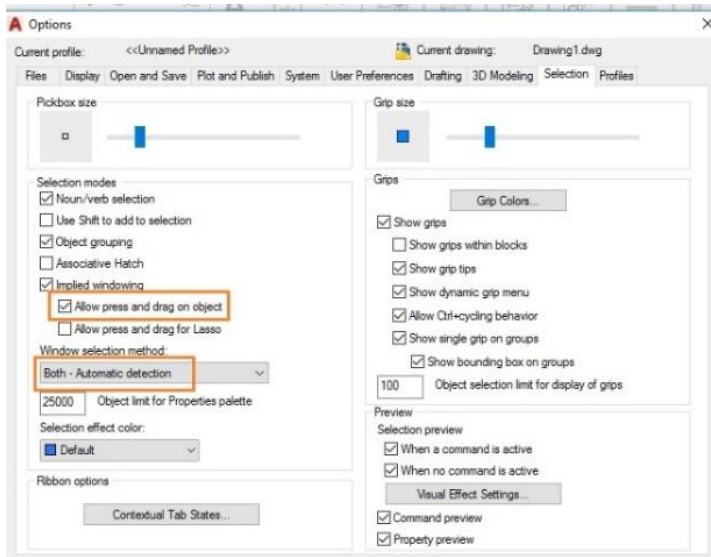 Options
Current profile: <<Unnamed Profile>> Current drawing: Drawing1.dwg
Files Display Open and Save Plot and Publish System User Preferences Drafting 3D Modeling Selection Profiles
Pickbox size
Selection modes
Noun/verb selection
Use Shift to add to selection
Object grouping
Associative Hatch
Implied windowing
Allow press and drag on object
Allow press and drag for Lasso
Window selection method:
Both - Automatic detection
25000 Object limit for Properties palette
Selection effect color:
Default
Ribbon options
Contextual Tab States...
Grip size
Grips
Grip Colors...
Show grips
Show grips within blocks
Show grip tips
Show dynamic grip menu
Allow Ctrl+cycling behavior
Show single grip on groups
Show bounding box on groups
100 Object selection limit for display of grips
Preview
Selection preview
When a command is active
When no command is active
Visual Effect Settings...
Command preview
Property preview